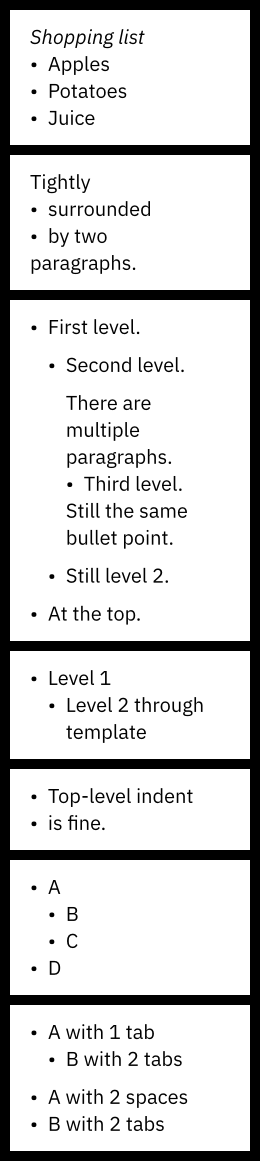 Shopping list
• Apples
• Potatoes
• Juice
Tightly
• surrounded
• by two
paragraphs.
• First level.
• Second level.
There are
multiple
paragraphs.
• Third level.
Still the same
bullet point.
• Still level 2.
• At the top.
• Level 1
• Level 2 through
template
• Top-level indent
• is fine.
• A
• B
• C
• D
• A with 1 tab
• B with 2 tabs
• A with 2 spaces
• B with 2 tabs